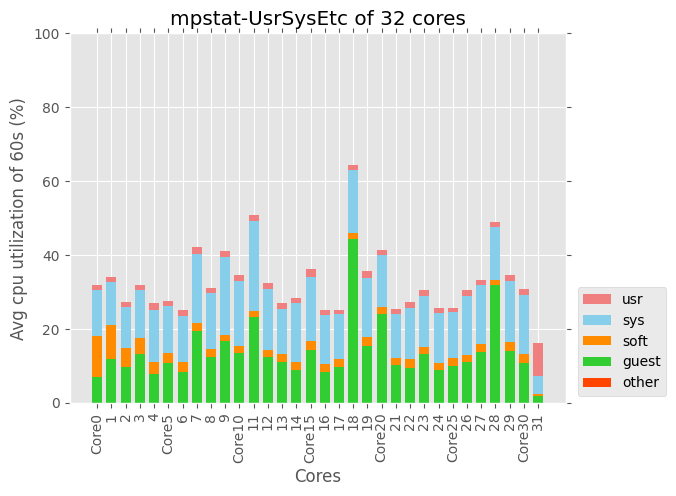 mpstat-UsrSysEtc of 32 cores
Avg cpu utilization of 60s (%)
100
80
60
40
20
0
Core0
1
2
3
4
Core5
6
7
8
9
Core10
11
12
13
14
Core15
16
17
18
19
Core20
21
22
23
24
Core25
26
27
28
29
Core30
31
Cores
usr
sys
soft
guest
other